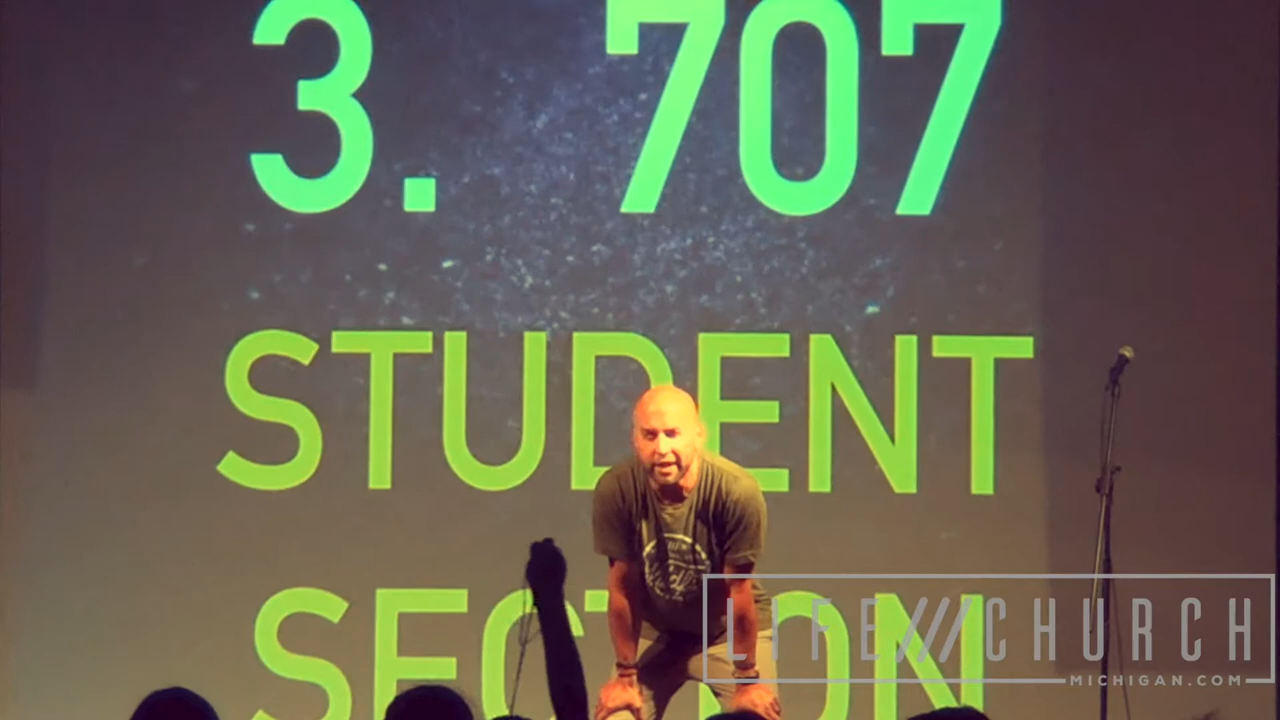 3. 707
STUDENT
SECTION
LIFE///CHURCH
MICHIGAN.COM